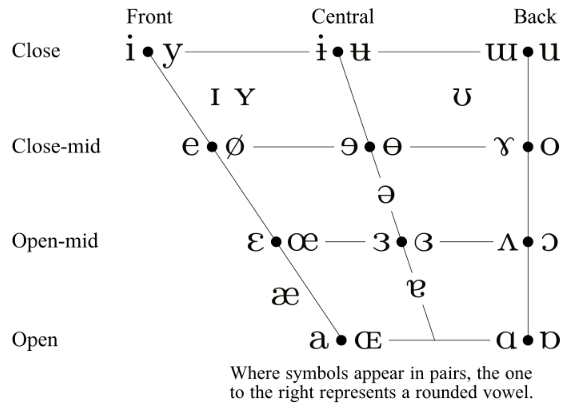 Front Central Back
Close i y ɨ ʉ ɯ u
ɪ ʏ ʊ
Close-mid e ø ɘ ɵ ɤ o
ə
Open-mid ɛ œ ɜ ɞ ʌ ɔ
æ ɐ
Open a ɶ ɑ ɒ
Where symbols appear in pairs, the one
to the right represents a rounded vowel.